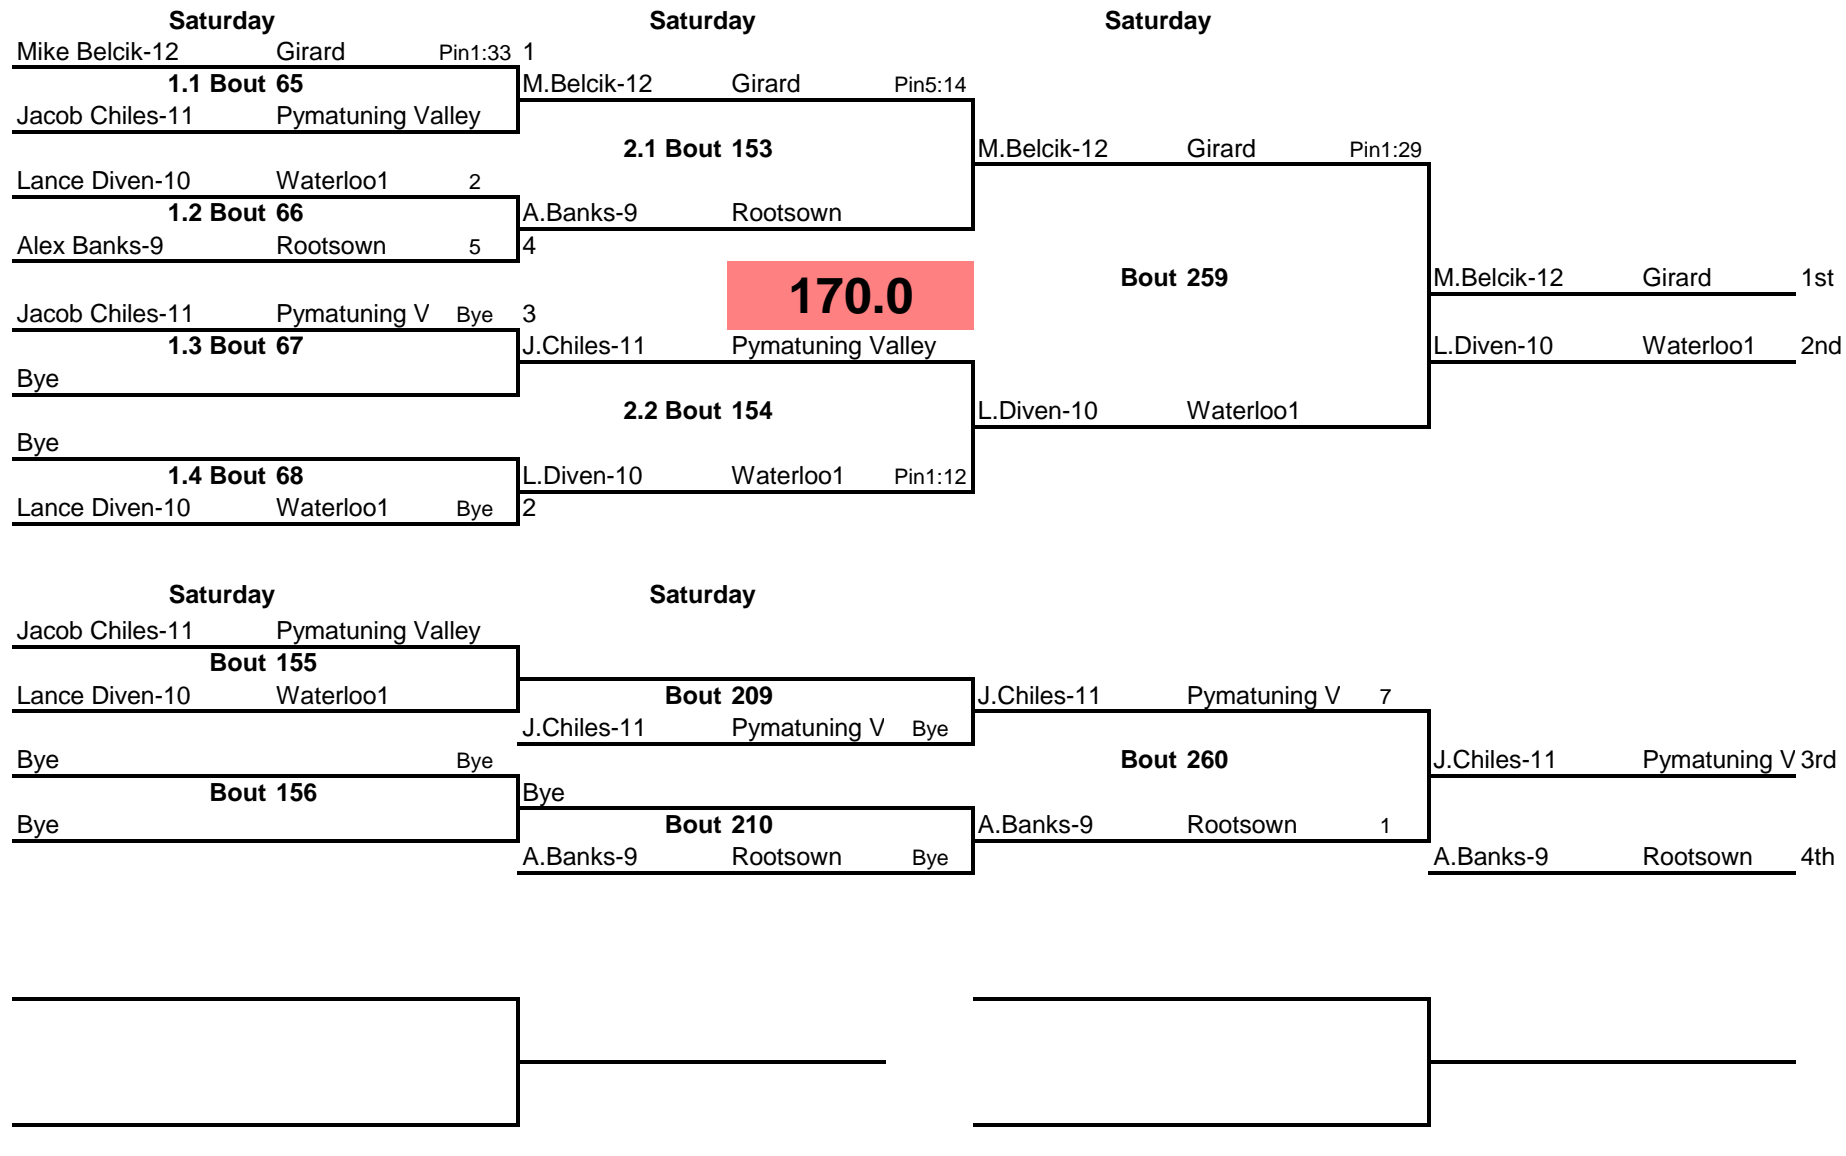 Saturday Saturday Saturday
Mike Belcik-12 Girard Pin1:33 1
1.1 Bout 65 M.Belcik-12 Girard Pin5:14
Jacob Chiles-11 Pymatuning Valley
2.1 Bout 153 M.Belcik-12 Girard Pin1:29
Lance Diven-10 Waterloo1 2
1.2 Bout 66 A.Banks-9 Rootsown
Alex Banks-9 Rootsown 5 4
170.0 Bout 259 M.Belcik-12 Girard 1st
Jacob Chiles-11 Pymatuning V Bye 3
1.3 Bout 67 J.Chiles-11 Pymatuning Valley L.Diven-10 Waterloo1 2nd
Bye
2.2 Bout 154 L.Diven-10 Waterloo1
Bye
1.4 Bout 68 L.Diven-10 Waterloo1 Pin1:12
Lance Diven-10 Waterloo1 Bye 2
Saturday Saturday
Jacob Chiles-11 Pymatuning Valley
Bout 155
Lance Diven-10 Waterloo1 Bout 209 J.Chiles-11 Pymatuning V 7
J.Chiles-11 Pymatuning V Bye
Bye Bye Bout 260 J.Chiles-11 Pymatuning V 3rd
Bout 156 Bye
Bye Bout 210 A.Banks-9 Rootsown 1
A.Banks-9 Rootsown Bye A.Banks-9 Rootsown 4th